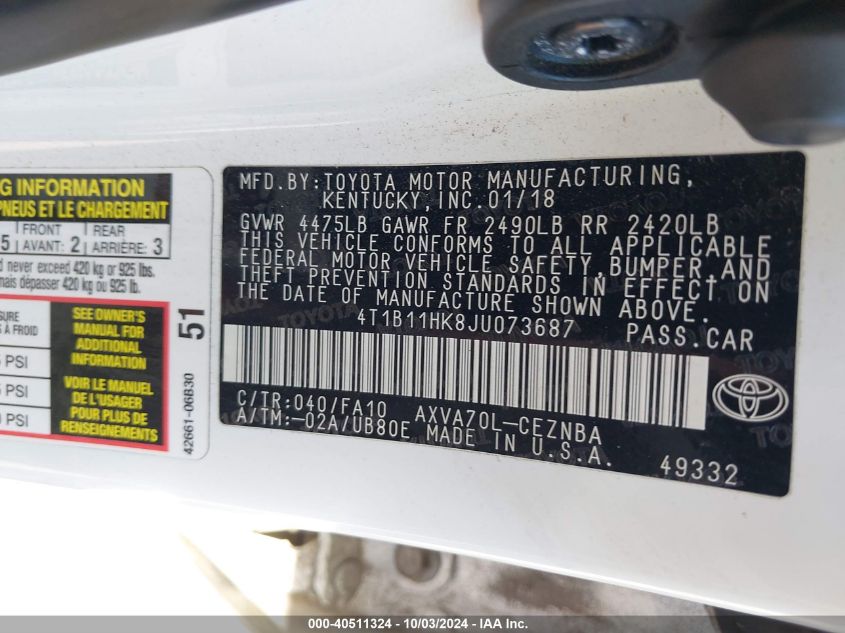 G INFORMATION
PNEUS ET LE CHARGEMENT
5 FRONT AVANT: 2 REAR ARRIÈRE: 3
d never exceed 420 kg or 925 lbs.
mais dépasser 420 kg ou 925 lb.
SURE
S À FROID
PSI
PSI
PSI
SEE OWNER'S
MANUAL FOR
ADDITIONAL
INFORMATION
VOIR LE MANUEL
DE L'USAGER
POUR PLUS DE
RENSEIGNEMENTS
51
42661-06B30
MFD.BY:TOYOTA MOTOR MANUFACTURING,
KENTUCKY,INC.01/18
GVWR 4475LB GAWR FR 2490LB RR 2420LB
THIS VEHICLE CONFORMS TO ALL APPLICABLE
FEDERAL MOTOR VEHICLE SAFETY,BUMPER,AND
THEFT PREVENTION STANDARDS IN EFFECT ON
THE DATE OF MANUFACTURE SHOWN ABOVE.
4T1B11HK8JU073687 PASS.CAR
C/TR:040/FA10 AXVA70L-CEZNBA
A/TM:-02A/UB80E MADE IN U.S.A.
49332
000-40511324 - 10/03/2024 - IAA Inc.